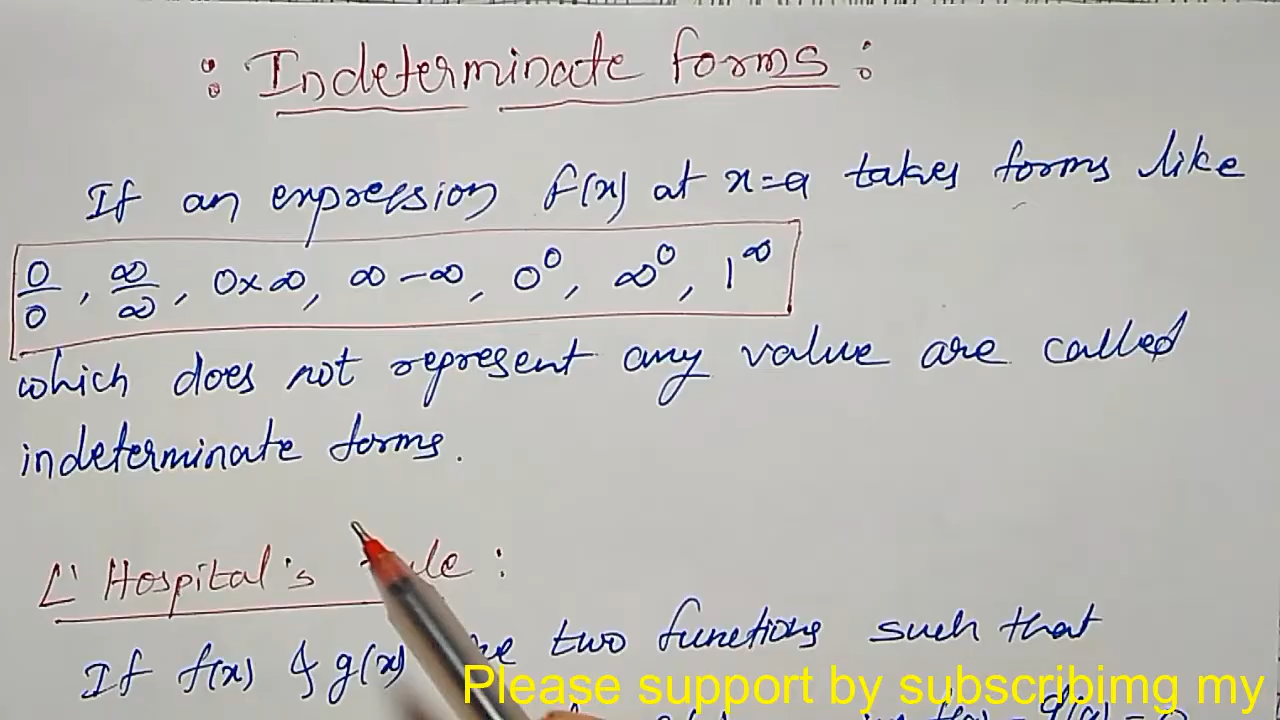 : Indeterminate forms :
If an expression f(x) at x=a takes forms like
0/0, ∞/∞, 0×∞, ∞-∞, 0⁰, ∞⁰, 1^∞
which does not represent any value are called
indeterminate forms.
L' Hospital's :
If f(x) & g(x) two functions such that
Please support by subscribimg my